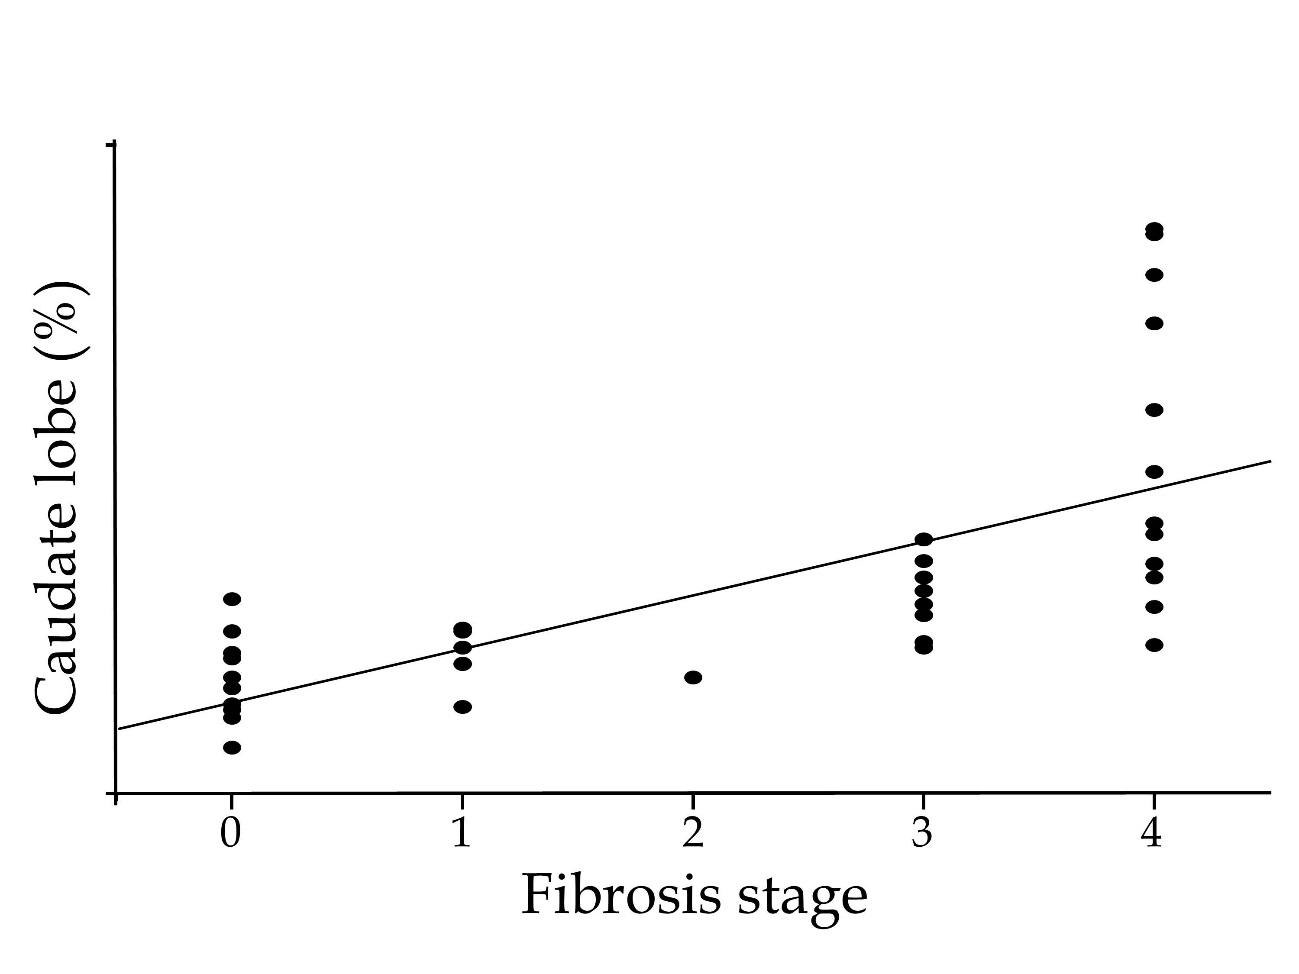 Caudate lobe (%)
0 1 2 3 4
Fibrosis stage